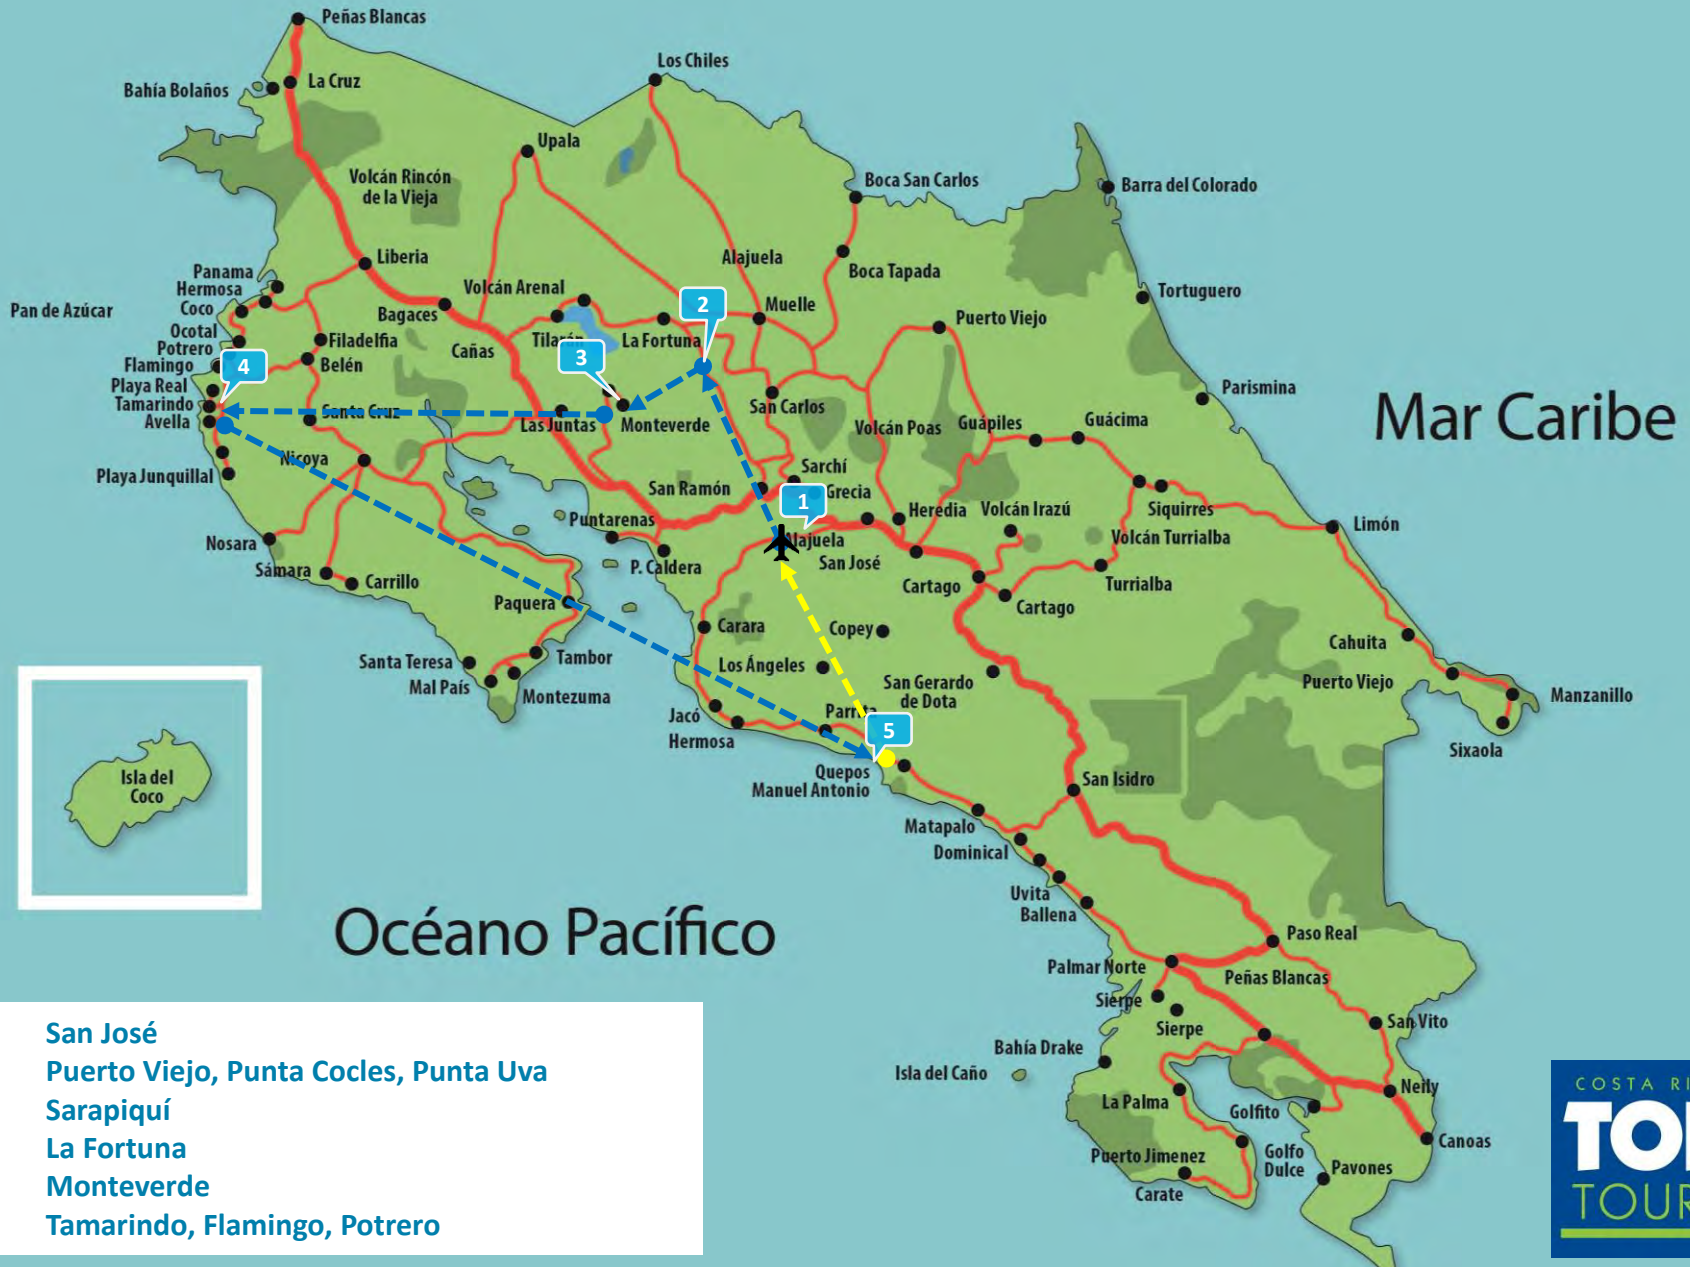 Peñas Blancas
Los Chiles
La Cruz
Bahía Bolaños
Upala
Volcán Rincón
de la Vieja
Boca San Carlos
Barra del Colorado
Liberia
Alajuela
Boca Tapada
Panama
Hermosa
Coco
Pan de Azúcar
Volcán Arenal
Bagaces
2
Muelle
Tortuguero
Puerto Viejo
Ocotal
Potrero
Flamingo
Filadelfia
Belén
Cañas
Tilarán
La Fortuna
3
4
Playa Real
Tamarindo
Avella
Parismina
Mar Caribe
Santa Cruz
Las Juntas
Monteverde
San Carlos
Volcán Poas
Guápiles
Guácima
Nicoya
Playa Junquillal
San Ramón
Sarchí
Grecia
1
Heredia
Volcán Irazú
Siquirres
Limón
Puntarenas
Alajuela
San José
Volcán Turrialba
Nosara
Sámara
Carrillo
P. Caldera
Cartago
Cartago
Turrialba
Paquera
Carara
Copey
Cahuita
Santa Teresa
Mal País
Tambor
Montezuma
Los Ángeles
San Gerardo
de Dota
Puerto Viejo
Manzanillo
Jacó
Hermosa
Parrita
5
Sixaola
Isla del
Coco
Quepos
Manuel Antonio
San Isidro
Matapalo
Dominical
Uvita
Ballena
Océano Pacífico
Paso Real
Palmar Norte
Peñas Blancas
Sierpe
Sierpe
San Vito
Bahía Drake
Isla del Caño
La Palma
Golfito
Neily
Canoas
Puerto Jimenez
Golfo
Dulce
Pavones
Carate
San José
Puerto Viejo, Punta Cocles, Punta Uva
Sarapiquí
La Fortuna
Monteverde
Tamarindo, Flamingo, Potrero
COSTA
TOUR